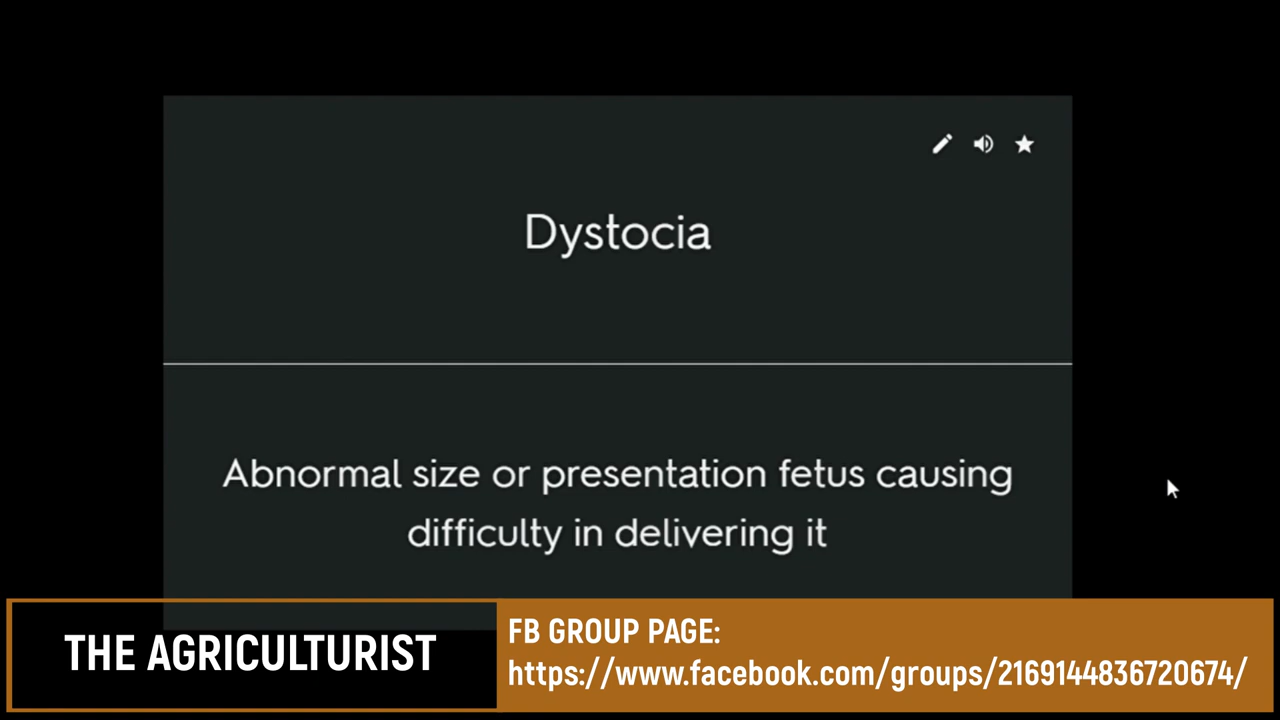 Dystocia
Abnormal size or presentation fetus causing
difficulty in delivering it
THE AGRICULTURIST
FB GROUP PAGE:
https://www.facebook.com/groups/2169144836720674/